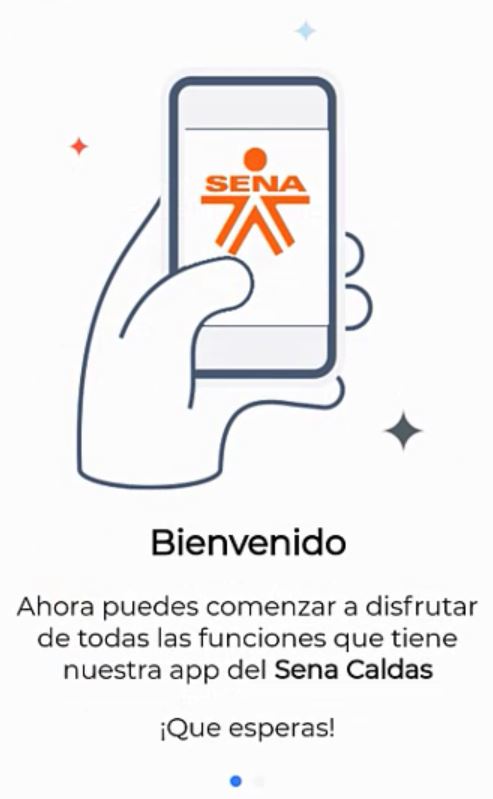 SENA
Bienvenido
Ahora puedes comenzar a disfrutar
de todas las funciones que tiene
nuestra app del Sena Caldas
¡Que esperas!